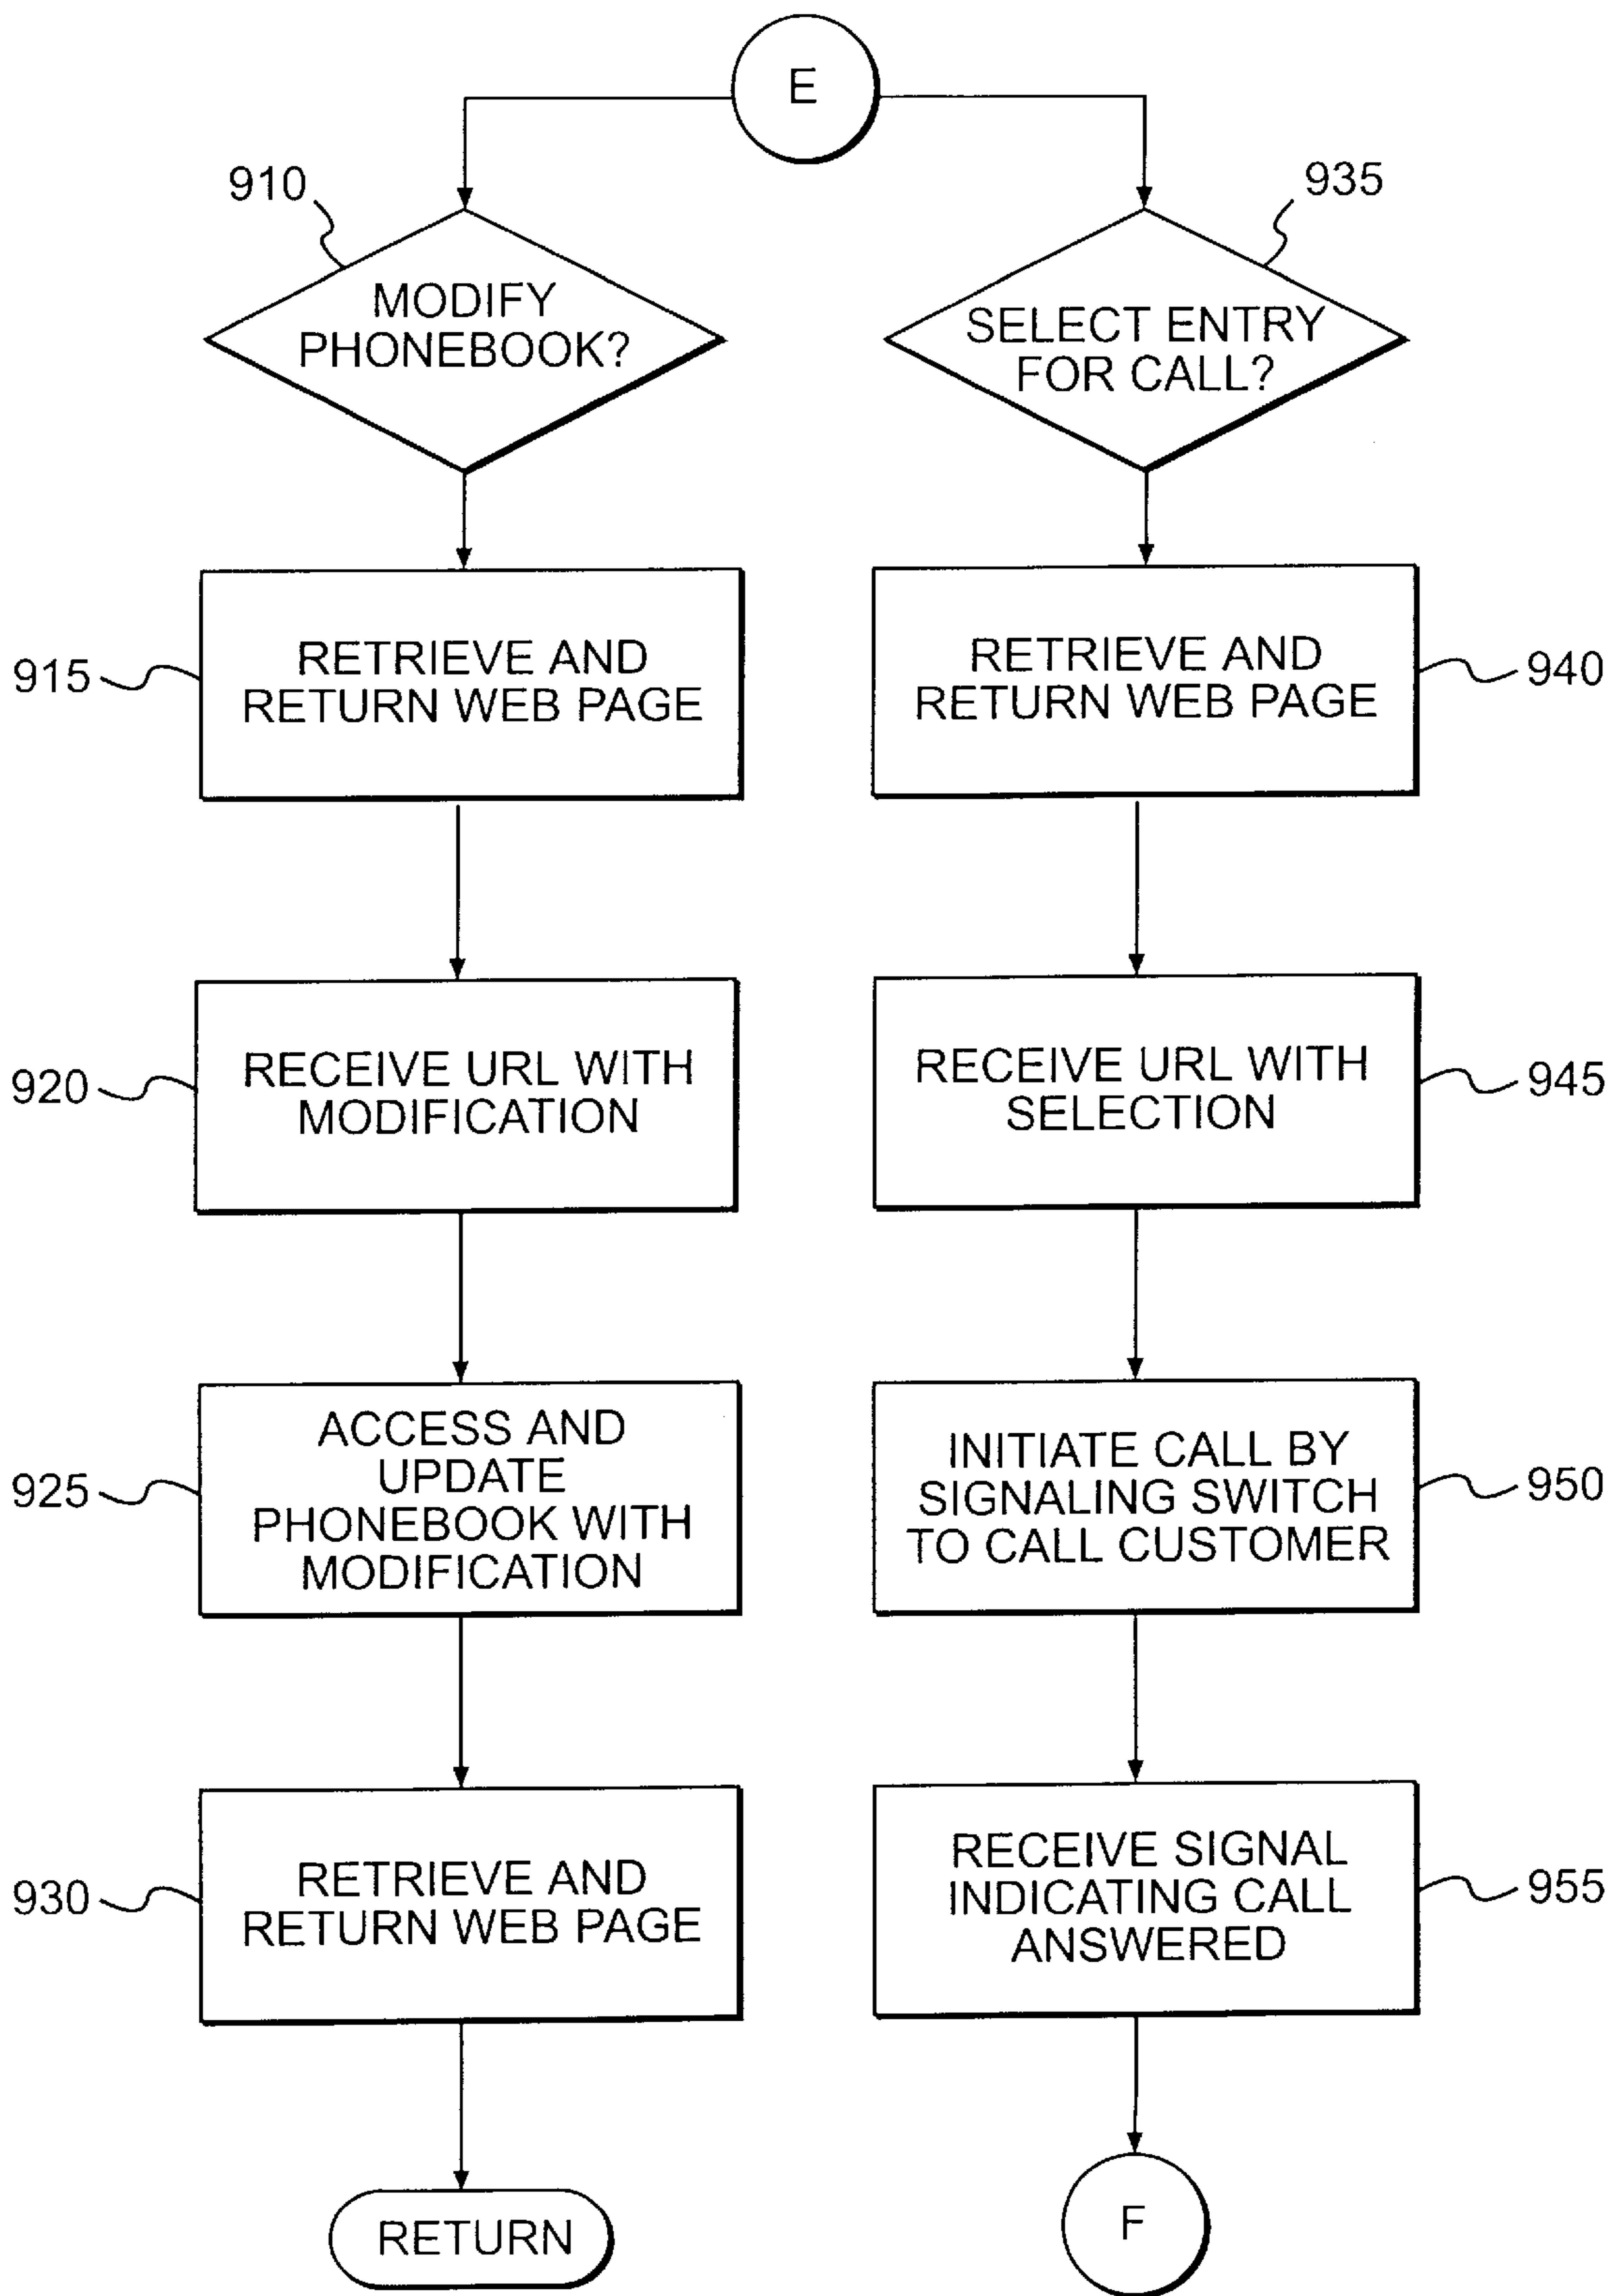 E
910
MODIFY
PHONEBOOK?
935
SELECT ENTRY
FOR CALL?
915
RETRIEVE AND
RETURN WEB PAGE
RETRIEVE AND
RETURN WEB PAGE
940
920
RECEIVE URL WITH
MODIFICATION
RECEIVE URL WITH
SELECTION
945
925
ACCESS AND
UPDATE
PHONEBOOK WITH
MODIFICATION
INITIATE CALL BY
SIGNALING SWITCH
TO CALL CUSTOMER
950
930
RETRIEVE AND
RETURN WEB PAGE
RECEIVE SIGNAL
INDICATING CALL
ANSWERED
955
RETURN
F